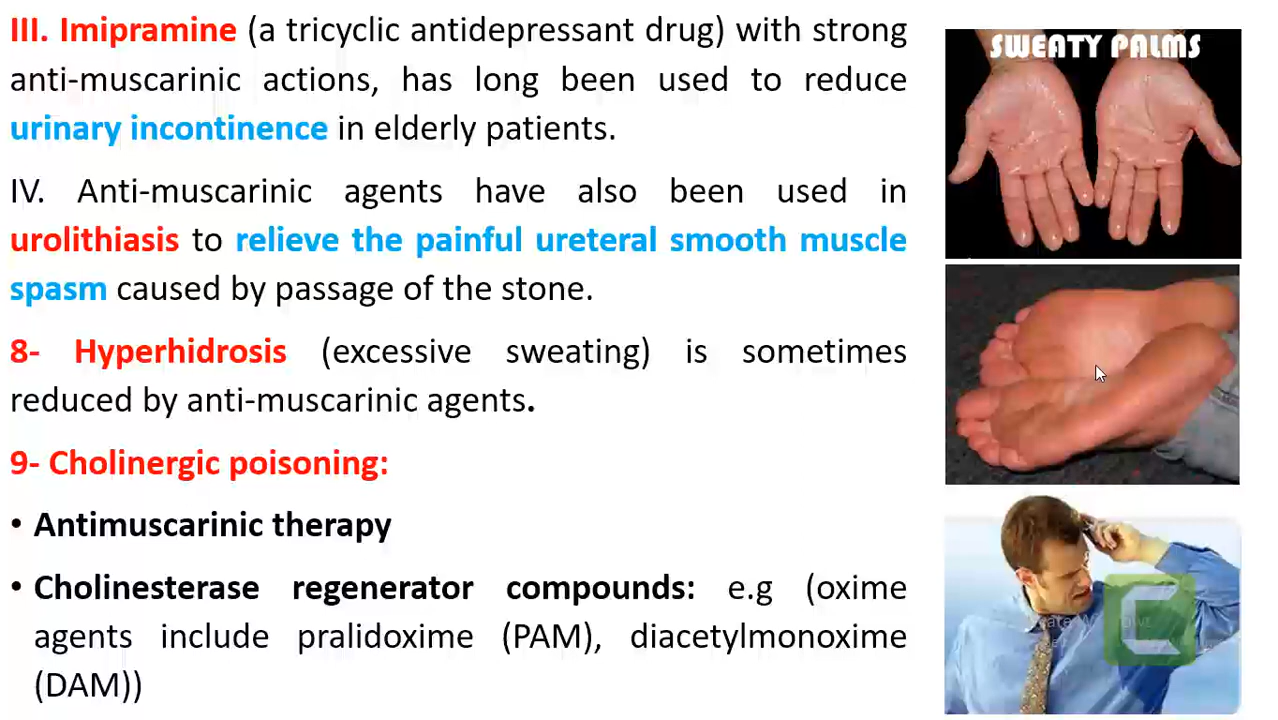 III. Imipramine (a tricyclic antidepressant drug) with strong
anti-muscarinic actions, has long been used to reduce
urinary incontinence in elderly patients.
IV. Anti-muscarinic agents have also been used in
urolithiasis to relieve the painful ureteral smooth muscle
spasm caused by passage of the stone.
8- Hyperhidrosis (excessive sweating) is sometimes
reduced by anti-muscarinic agents.
9- Cholinergic poisoning:
• Antimuscarinic therapy
• Cholinesterase regenerator compounds: e.g (oxime
agents include pralidoxime (PAM), diacetylmonoxime
(DAM))
SWEATY PALMS